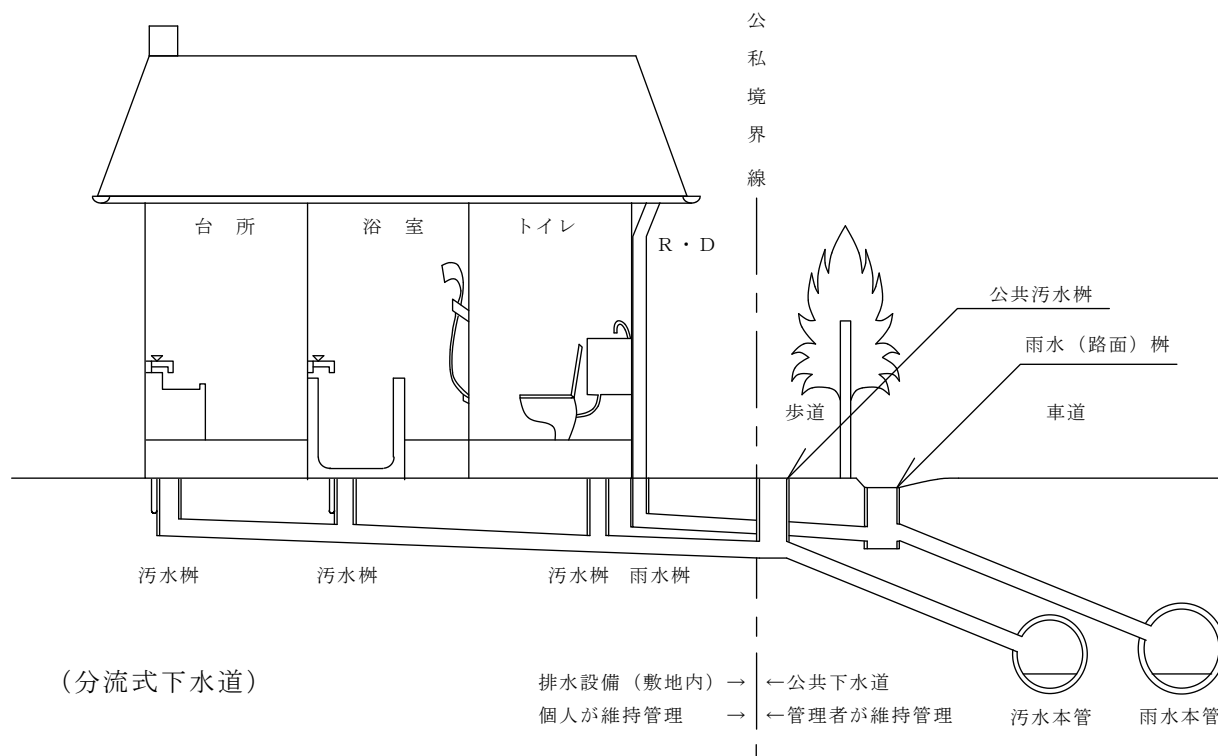 公私境界線
台所
浴室
トイレ
R・D
公共汚水桝
雨水（路面）桝
歩道
車道
汚水桝
汚水桝
汚水桝
雨水桝
（分流式下水道）
排水設備（敷地内）→
←公共下水道
個人が維持管理　→
←管理者が維持管理
汚水本管
雨水本管